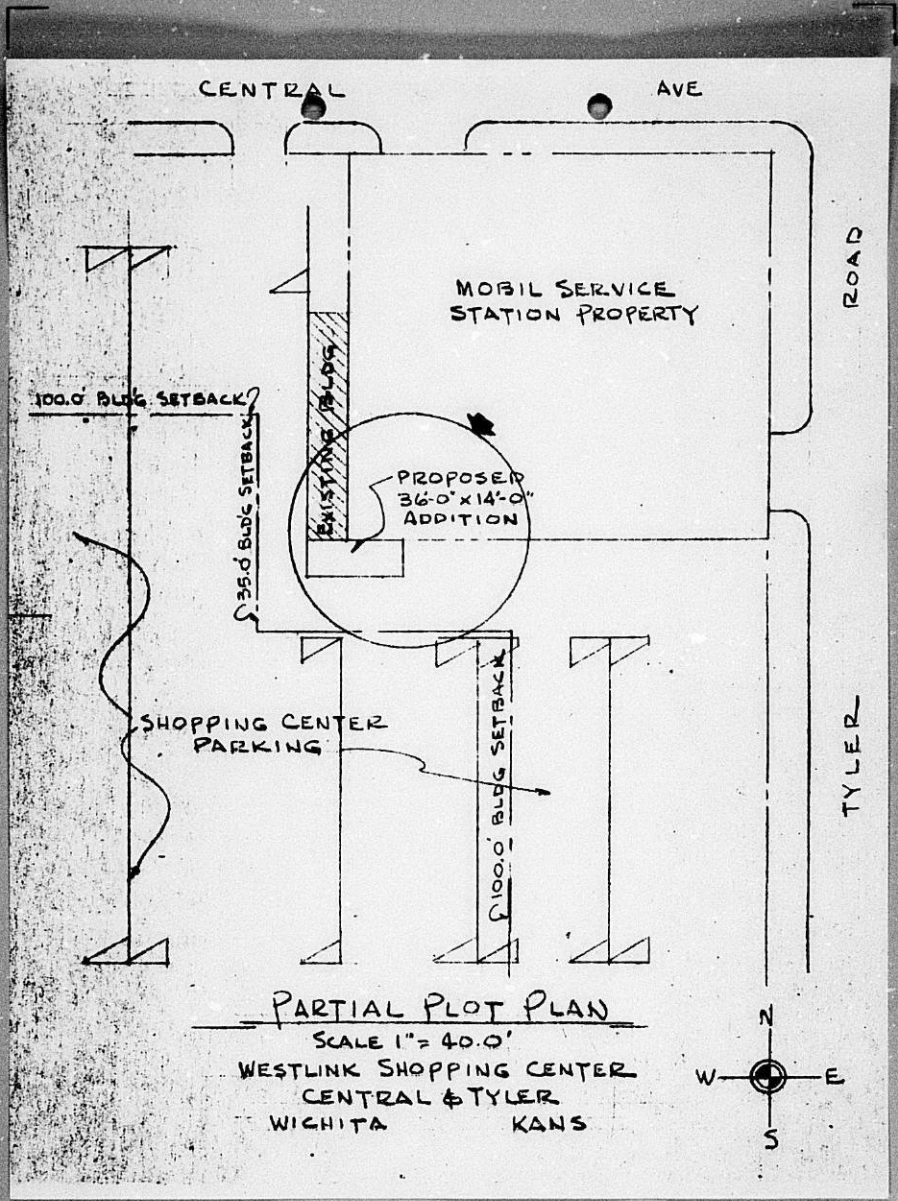 CENTRAL AVE
ROAD
MOBIL SERVICE
STATION PROPERTY
100.0' BLD'G SETBACK
35.0' BLD'G SETBACK
EXISTING BLDG
PROPOSED
36'-0" x 14'-0"
ADDITION
SHOPPING CENTER
PARKING
100.0' BLDG SETBACK
TYLER
PARTIAL PLOT PLAN
SCALE 1" = 40.0'
WESTLINK SHOPPING CENTER
CENTRAL & TYLER
WICHITA KANS
N
W E
S